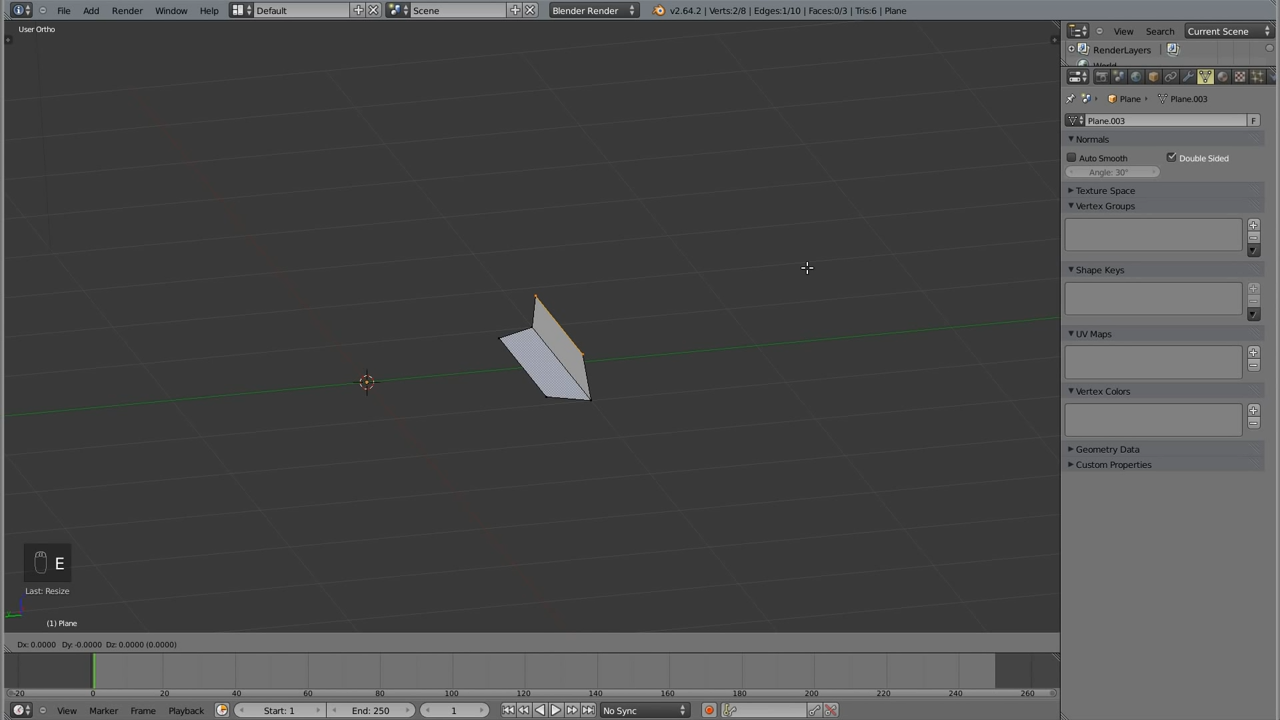 File Add Render Window Help Default Scene Blender Render v2.64.2 | Verts:2/8 | Edges:1/10 | Faces:0/3 | Tris:6 | Plane
User Ortho
View Search Current Scene
RenderLayers
World
Plane Plane.003
Plane.003 F
Normals
Auto Smooth Double Sided
Angle: 30°
Texture Space
Vertex Groups
Shape Keys
UV Maps
Vertex Colors
Geometry Data
Custom Properties
E
Last: Resize
(1) Plane
Dx: 0.0000 Dy: -0.0000 Dz: 0.0000 (0.0000)
-20 0 20 40 60 80 100 120 140 160 180 200 220 240 260
View Marker Frame Playback Start: 1 End: 250 1 No Sync